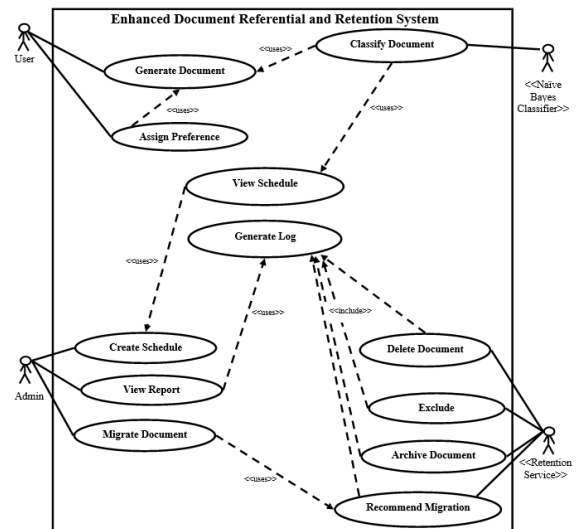 Enhanced Document Referential and Retention System
User
<<uses>>
Classify Document
Generate Document
<<Naïve
Bayes
Classifier>>
<<uses>>
<<uses>>
Assign Preference
View Schedule
Generate Log
<<uses>>
<<uses>>
<<include>>
Create Schedule
Delete Document
View Report
Admin
Exclude
Migrate Document
Archive Document
<<Retention
Service>>
<<uses>>
Recommend Migration